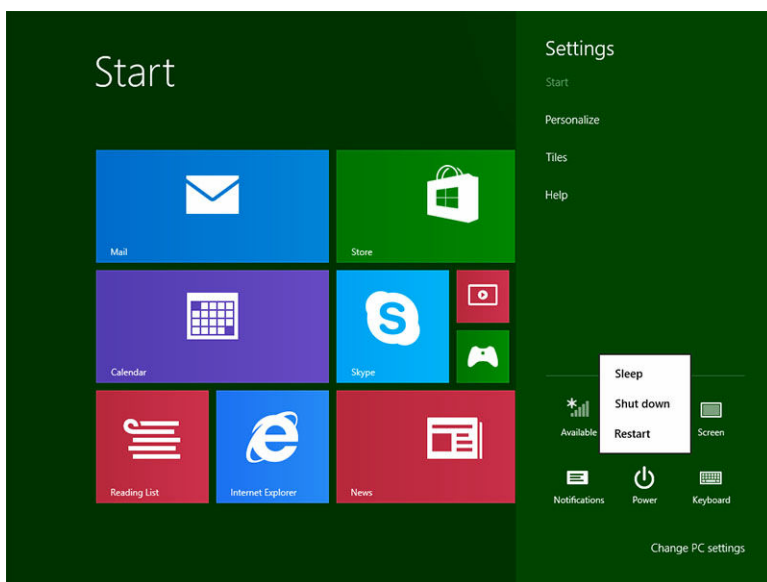 Start
Mail
Store
Calendar
Skype
Reading List
Internet Explorer
News
Settings
Start
Personalize
Tiles
Help
Sleep
Shut down
Restart
Available
Screen
Notifications
Power
Keyboard
Change PC settings